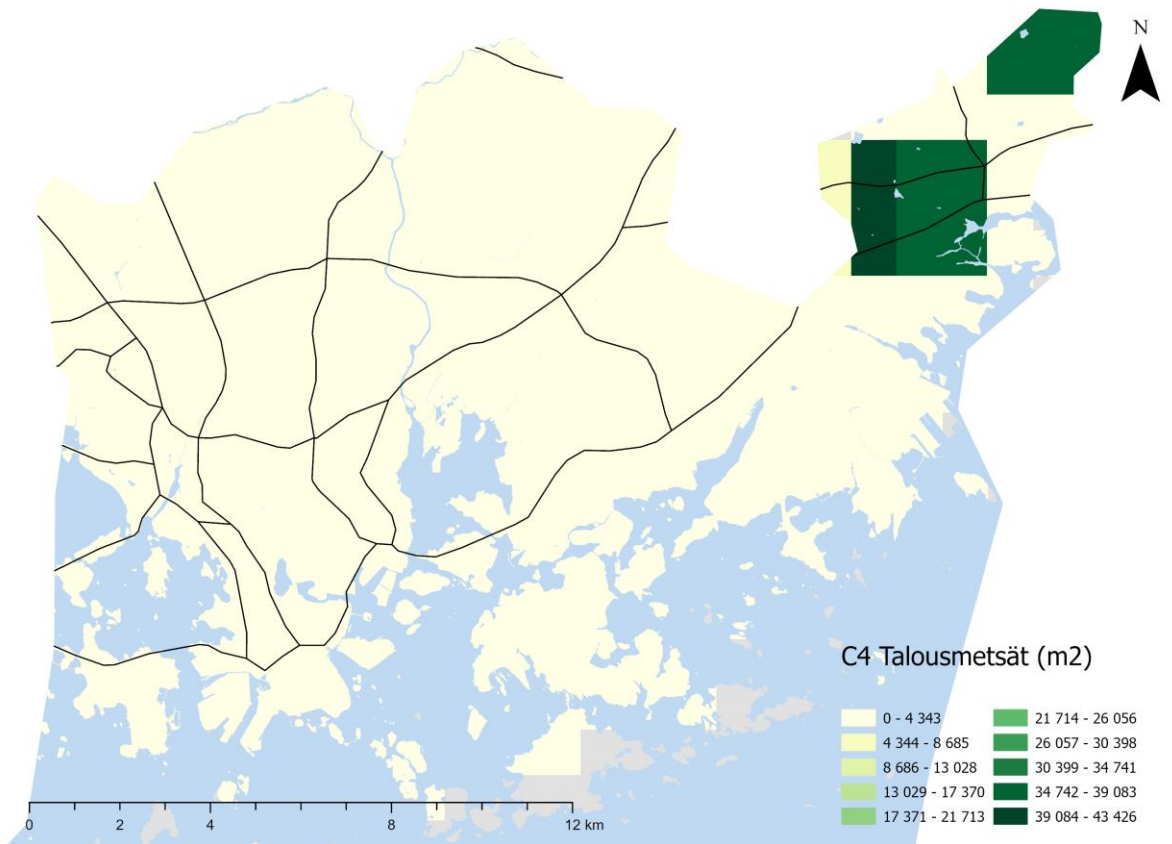 N
C4 Talousmetsät (m2)
0 - 4 343
4 344 - 8 685
8 686 - 13 028
13 029 - 17 370
17 371 - 21 713
21 714 - 26 056
26 057 - 30 398
30 399 - 34 741
34 742 - 39 083
39 084 - 43 426
0 2 4 8 12 km